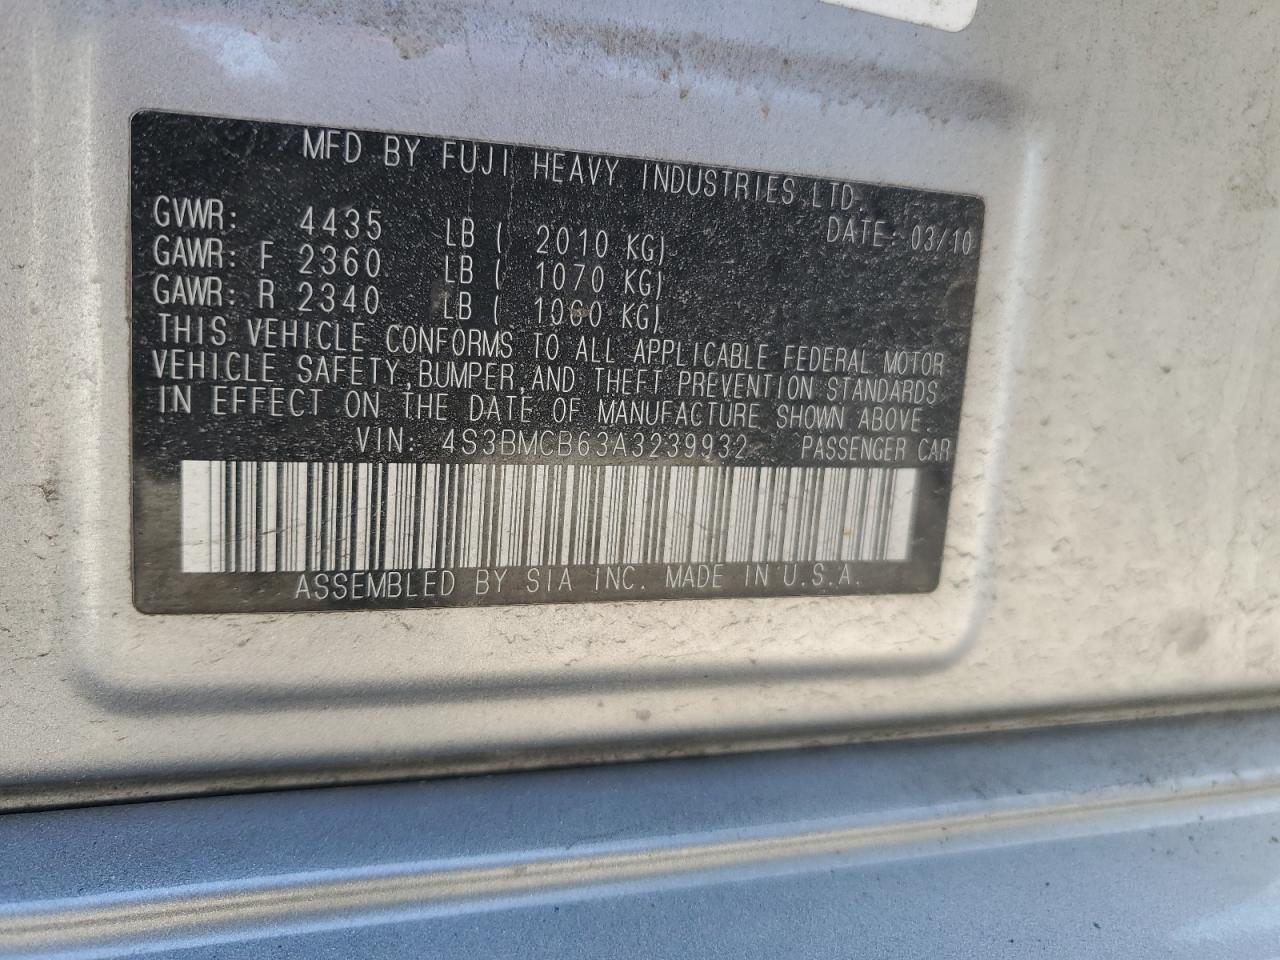 MFD BY FUJI HEAVY INDUSTRIES LTD.
DATE: 03/10
GVWR: 4435 LB ( 2010 KG)
GAWR: F 2360 LB ( 1070 KG)
GAWR: R 2340 LB ( 1060 KG)
THIS VEHICLE CONFORMS TO ALL APPLICABLE FEDERAL MOTOR
VEHICLE SAFETY, BUMPER, AND THEFT PREVENTION STANDARDS
IN EFFECT ON THE DATE OF MANUFACTURE SHOWN ABOVE.
VIN: 4S3BMCB63A3239932 PASSENGER CAR
ASSEMBLED BY SIA INC. MADE IN U.S.A.